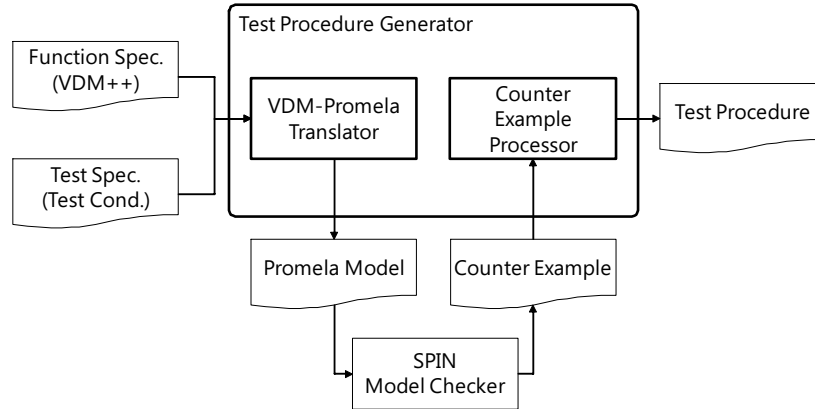 Test Procedure Generator
Function Spec.
(VDM++)
VDM-Promela
Translator
Counter
Example
Processor
Test Procedure
Test Spec.
(Test Cond.)
Promela Model
Counter Example
SPIN
Model Checker